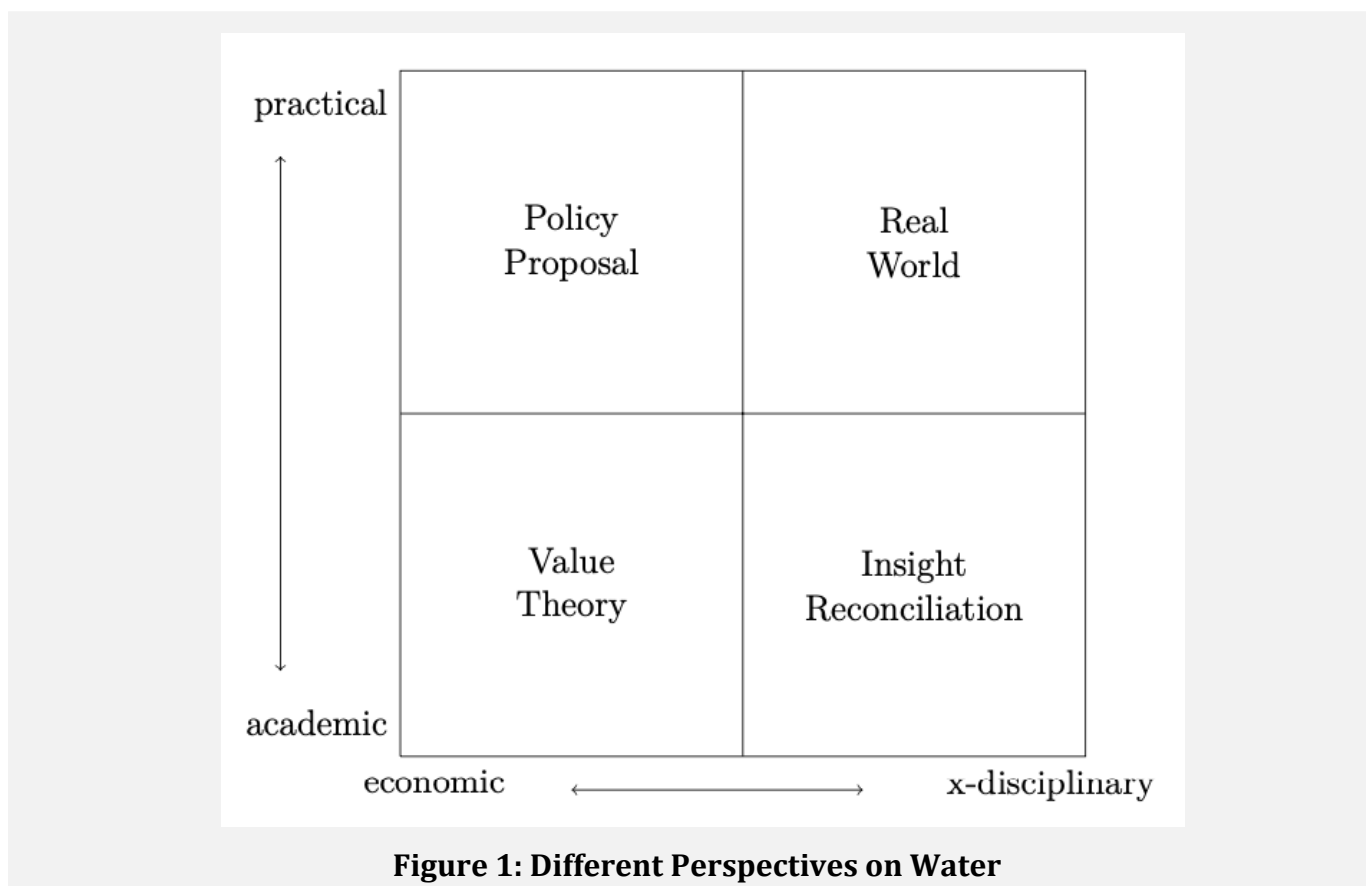 practical
Policy
Proposal
Real
World
Value
Theory
Insight
Reconciliation
academic
economic
x-disciplinary
Figure 1: Different Perspectives on Water